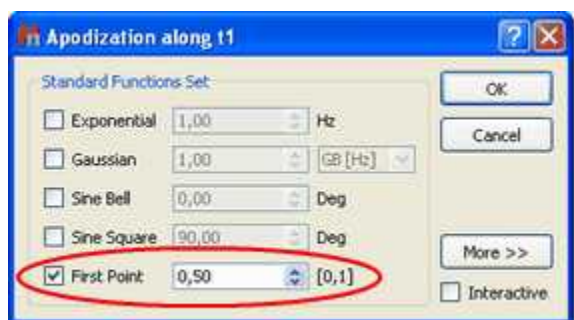 Apodization along t1
Standard Functions Set
Exponential 1,00 Hz
Gaussian 1,00 GB [Hz]
Sine Bell 0,00 Deg
Sine Square 90,00 Deg
First Point 0,50 [0,1]
OK
Cancel
More >>
Interactive